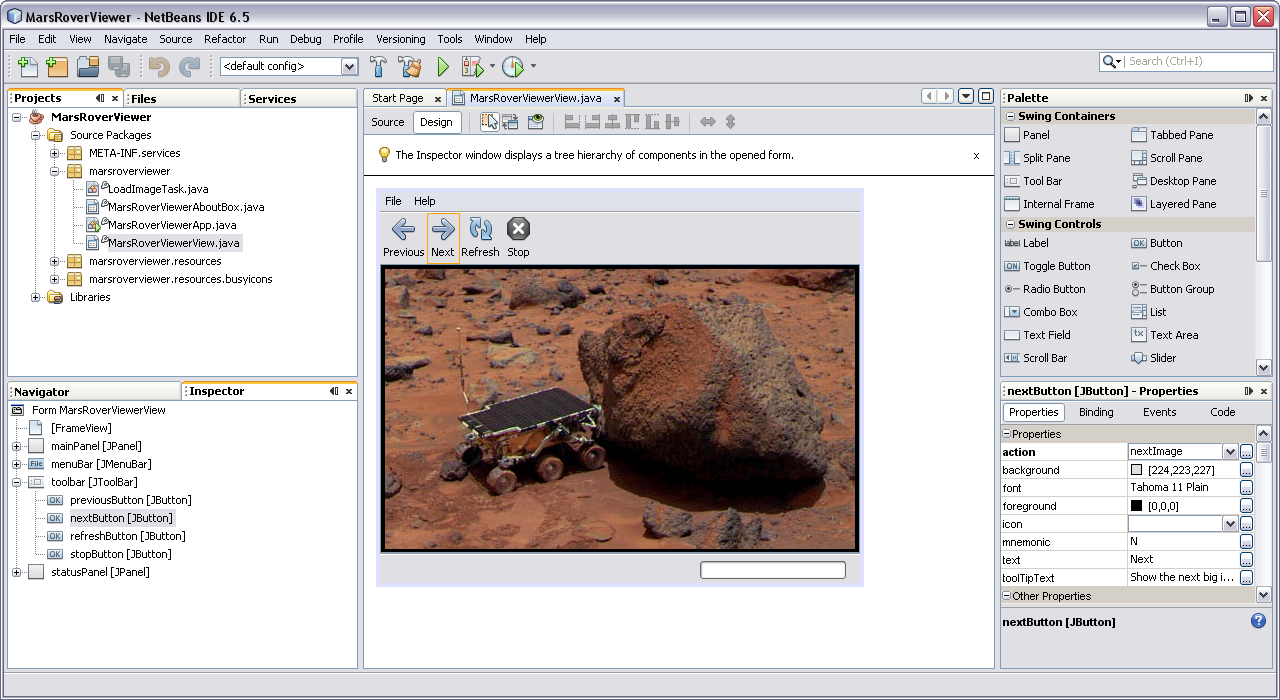 MarsRoverViewer - NetBeans IDE 6.5
File Edit View Navigate Source Refactor Run Debug Profile Versioning Tools Window Help
<default config>
Search (Ctrl+I)
Projects
Files
Services
MarsRoverViewer
Source Packages
META-INF.services
marsroverviewer
LoadImageTask.java
MarsRoverViewerAboutBox.java
MarsRoverViewerApp.java
MarsRoverViewerView.java
marsroverviewer.resources
marsroverviewer.resources.busyicons
Libraries
Navigator
Inspector
Form MarsRoverViewerView
[FrameView]
mainPanel [JPanel]
menuBar [JMenuBar]
toolbar [JToolBar]
previousButton [JButton]
nextButton [JButton]
refreshButton [JButton]
stopButton [JButton]
statusPanel [JPanel]
Start Page
MarsRoverViewerView.java
Source Design
The Inspector window displays a tree hierarchy of components in the opened form.
File Help
Previous Next Refresh Stop
Palette
Swing Containers
Panel Tabbed Pane
Split Pane Scroll Pane
Tool Bar Desktop Pane
Internal Frame Layered Pane
Swing Controls
label Label OK Button
ON Toggle Button Check Box
Radio Button Button Group
Combo Box List
Text Field Text Area
Scroll Bar Slider
nextButton [JButton] - Properties
Properties Binding Events Code
Properties
action nextImage
background [224,223,227]
font Tahoma 11 Plain
foreground [0,0,0]
icon
mnemonic N
text Next
toolTipText Show the next big i...
Other Properties
nextButton [JButton]